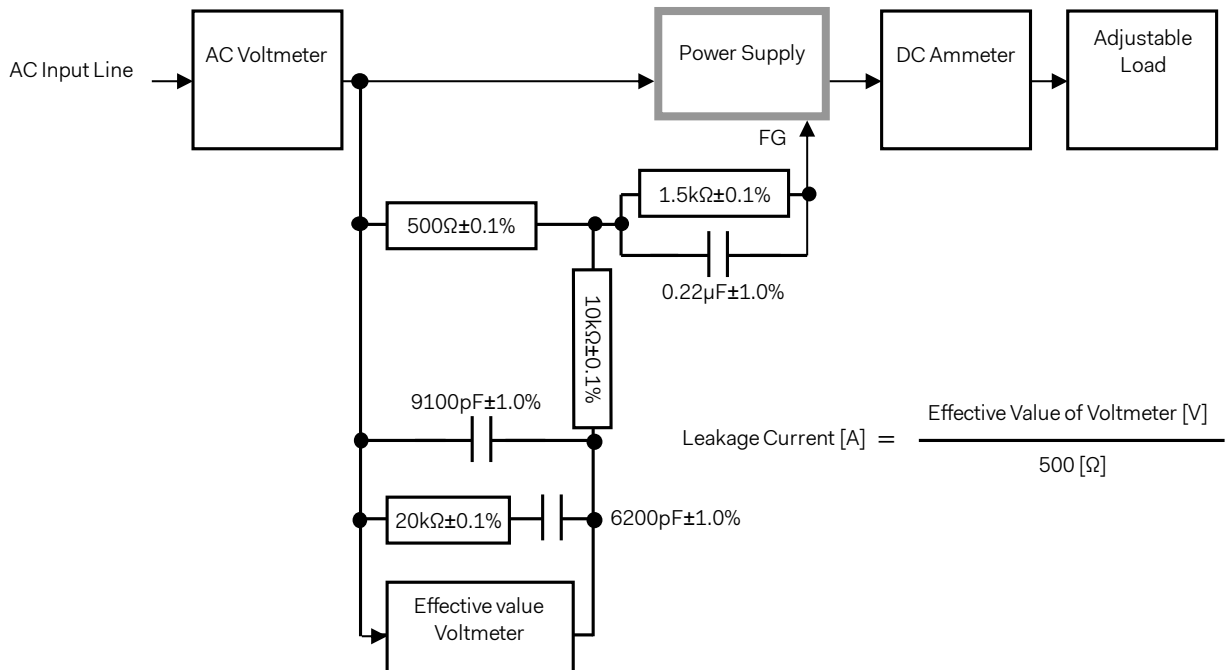 AC Input Line
AC Voltmeter
Power Supply
DC Ammeter
Adjustable
Load
FG
1.5kΩ±0.1%
500Ω±0.1%
0.22µF±1.0%
10kΩ±0.1%
9100pF±1.0%
Leakage Current [A] =
Effective Value of Voltmeter [V]
500 [Ω]
20kΩ±0.1%
6200pF±1.0%
Effective value
Voltmeter